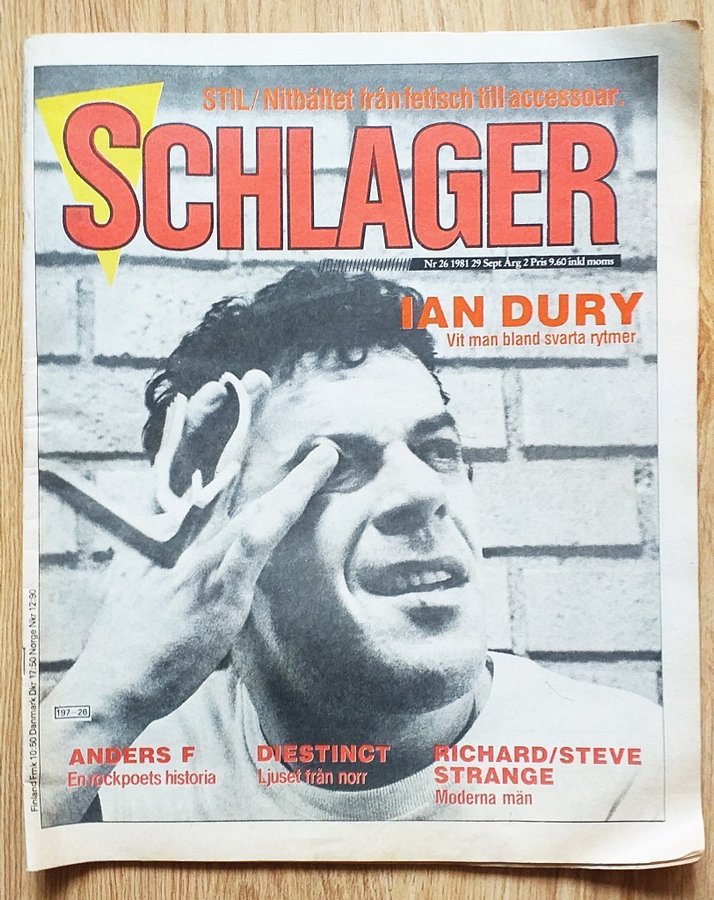 STIL/Nitbältet från fetisch till accessoar.
SCHLAGER
Nr 26 1981 29 Sept Årg 2 Pris 9.60 inkl moms
IAN DURY
Vit man bland svarta rytmer
Finland Fmk 10:50 Danmark Dkr 17:50 Norge Nkr 12:90
197-26
ANDERS F
En rockpoets historia
DIESTINCT
Ljuset från norr
RICHARD/STEVE
STRANGE
Moderna män